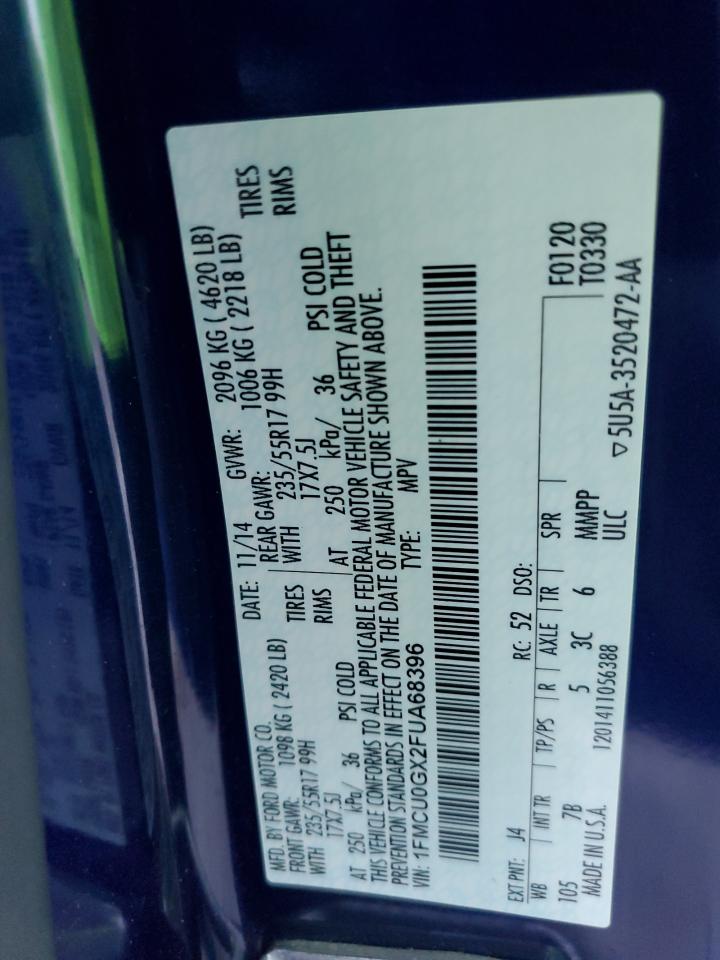 MFD. BY FORD MOTOR CO.
DATE: 11/14 GVWR: 2096 KG ( 4620 LB)
FRONT GAWR: 1098 KG ( 2420 LB) REAR GAWR: 1006 KG ( 2218 LB)
WITH 235/55R17 99H TIRES WITH 235/55R17 99H TIRES
17X7.5J RIMS 17X7.5J RIMS
AT 250 kPa/ 36 PSI COLD AT 250 kPa/ 36 PSI COLD
THIS VEHICLE CONFORMS TO ALL APPLICABLE FEDERAL MOTOR VEHICLE SAFETY AND THEFT
PREVENTION STANDARDS IN EFFECT ON THE DATE OF MANUFACTURE SHOWN ABOVE.
VIN: 1FMCU0GX2FUA68396 TYPE: MPV
EXT PNT: J4 RC: 52 DSO: F0120
WB INT TR TP/PS R AXLE TR SPR T0330
105 7B 5 3C 6 MMPP
MADE IN U.S.A. 1201411056388 ULC
▽5U5A-3520472-AA